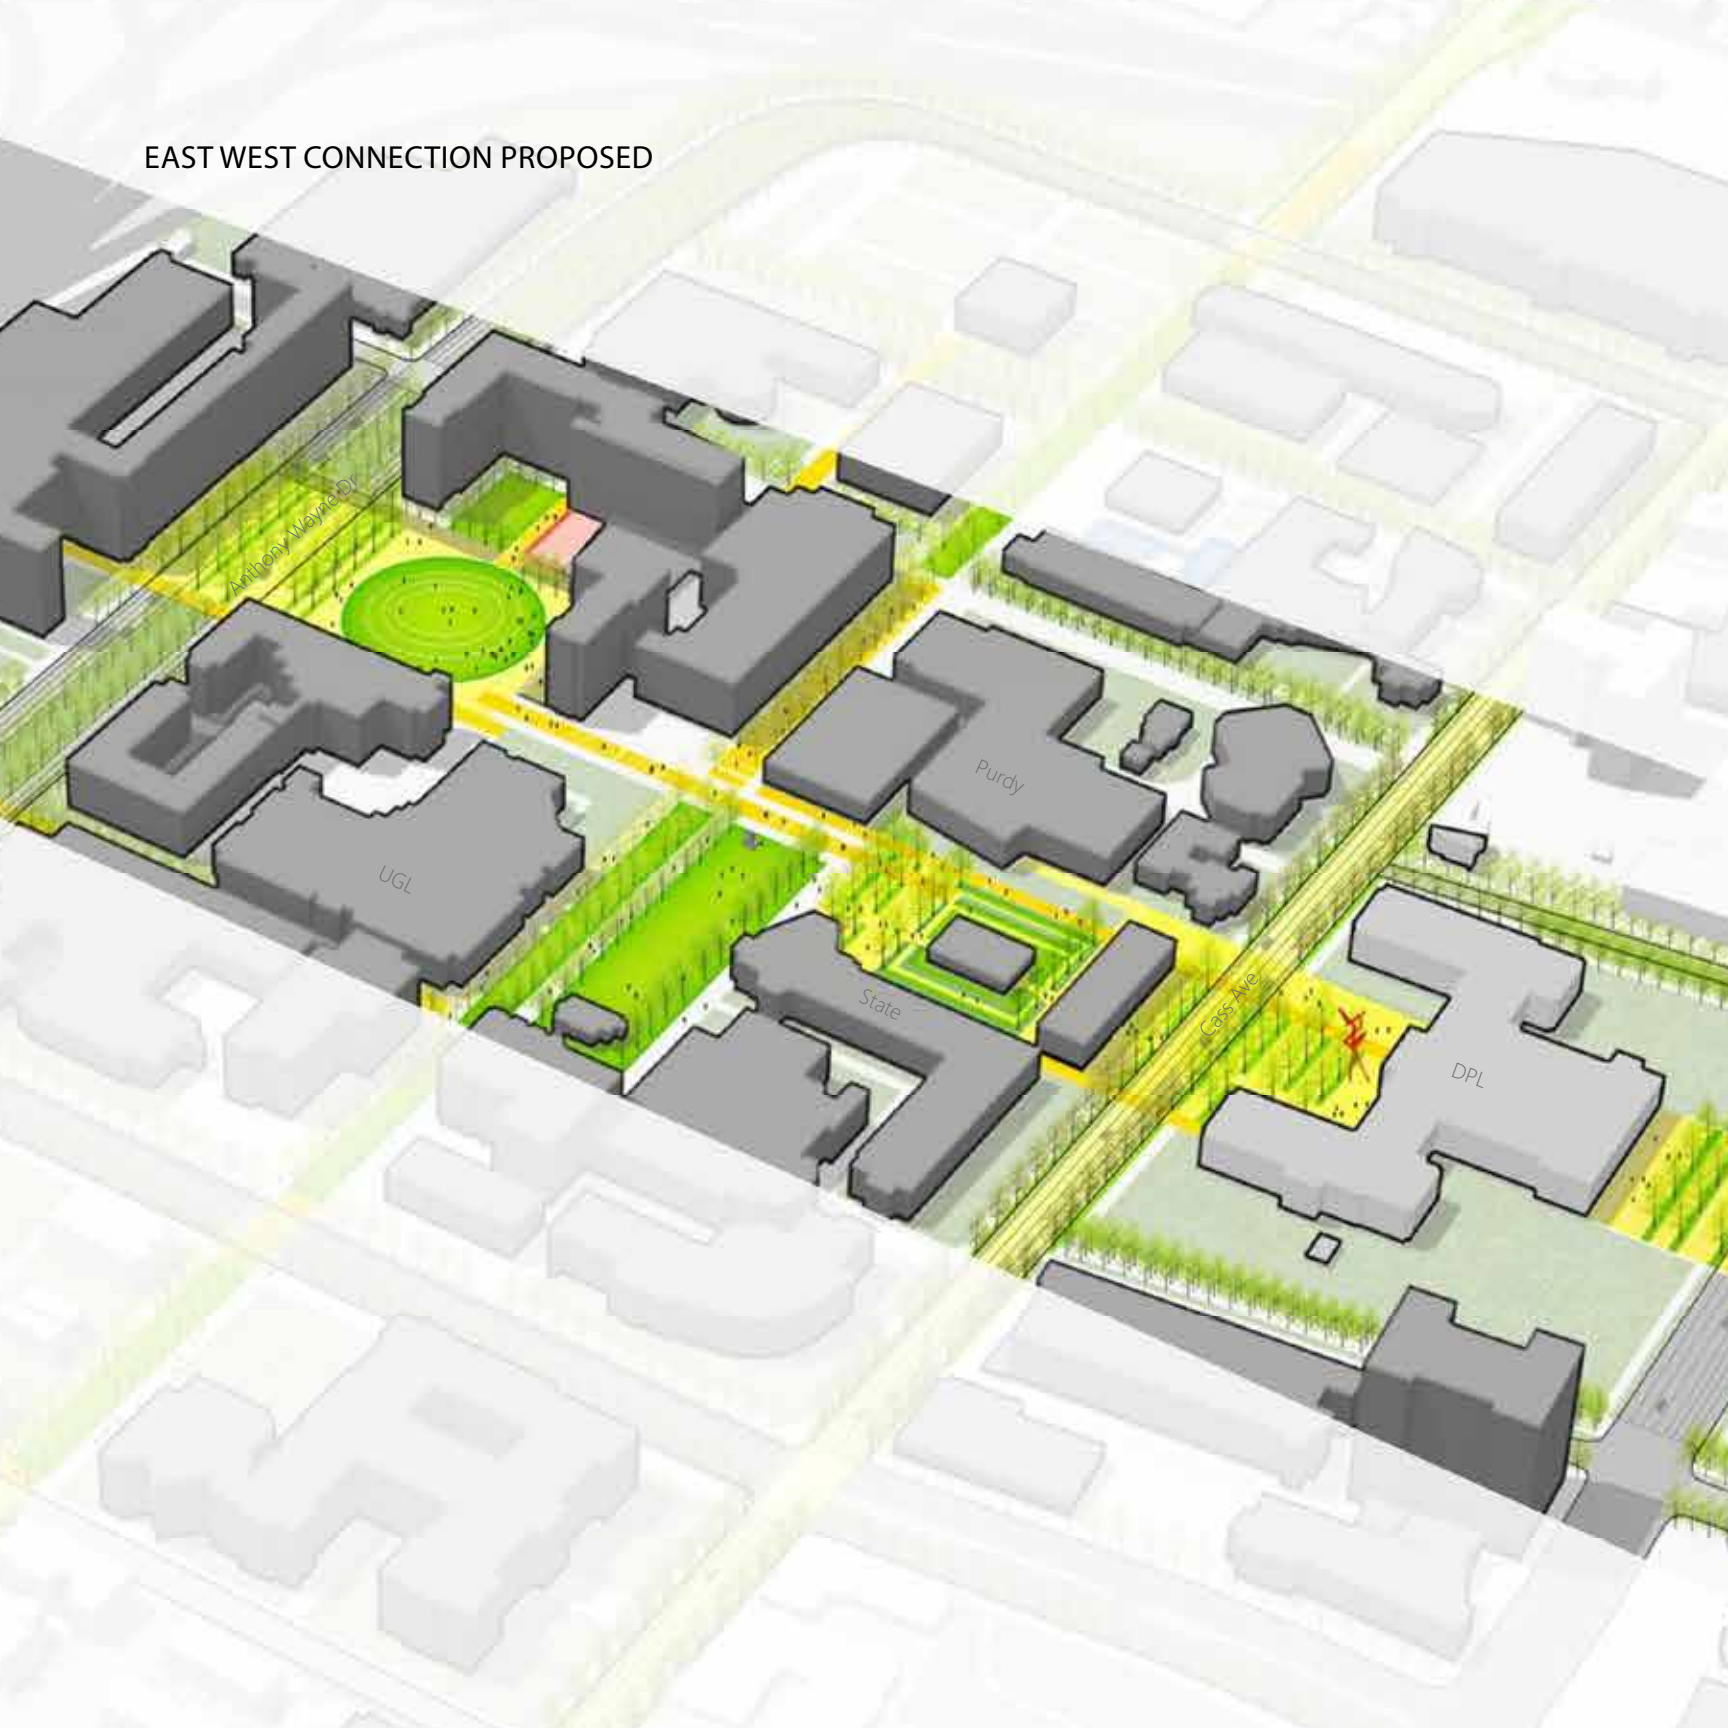 EAST WEST CONNECTION PROPOSED
Anthony Wayne Dr
Purdy
UGL
State
Cass Ave
DPL